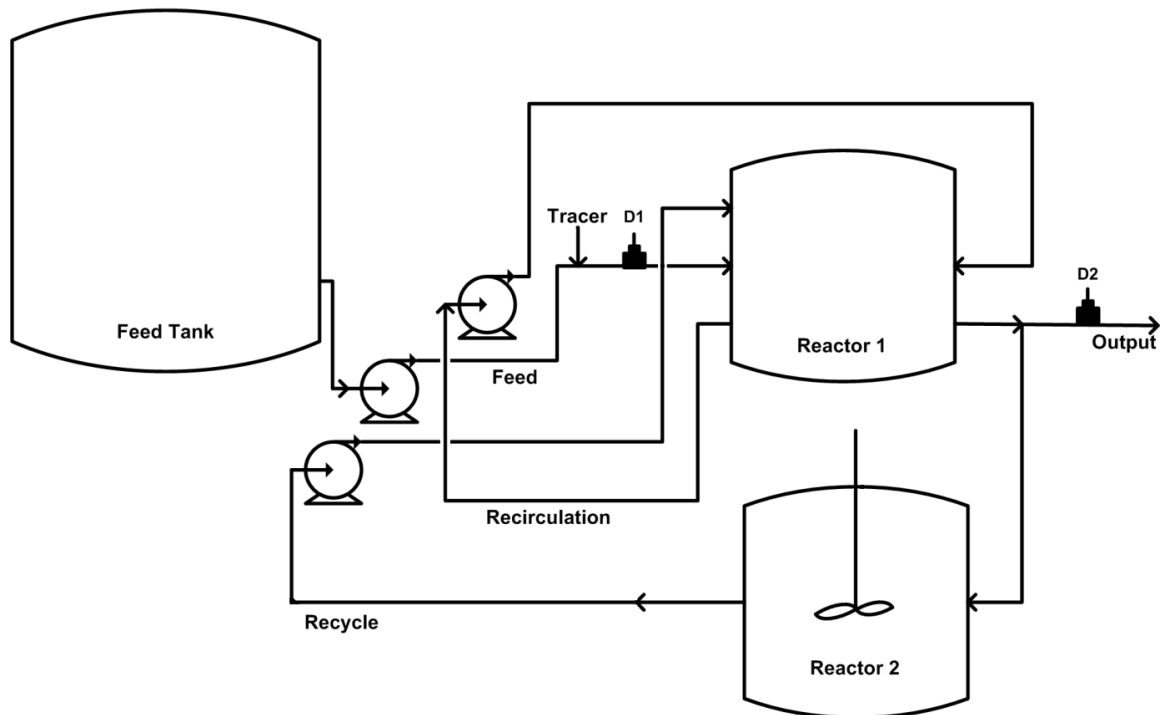 Tracer
D1
D2
Feed Tank
Reactor 1
Output
Feed
Recirculation
Recycle
Reactor 2